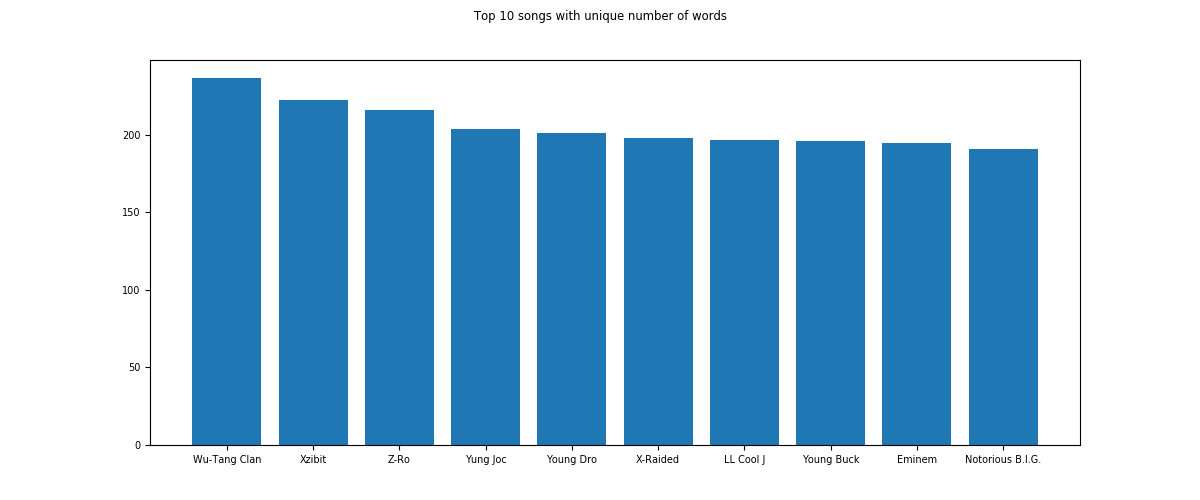 Top 10 songs with unique number of words
200
150
100
50
0
Wu-Tang Clan Xzibit Z-Ro Yung Joc Young Dro X-Raided LL Cool J Young Buck Eminem Notorious B.I.G.